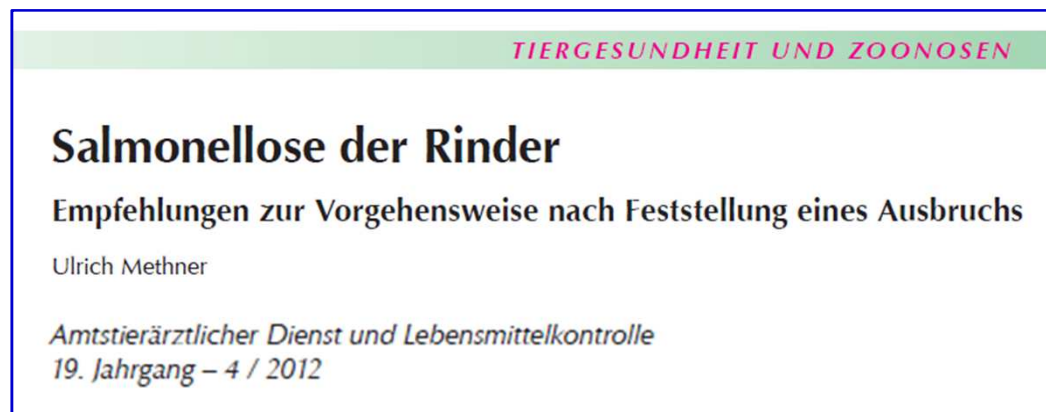 TIERGESUNDHEIT UND ZOONOSEN
Salmonellose der Rinder
Empfehlungen zur Vorgehensweise nach Feststellung eines Ausbruchs
Ulrich Methner
Amtstierärztlicher Dienst und Lebensmittelkontrolle
19. Jahrgang – 4 / 2012